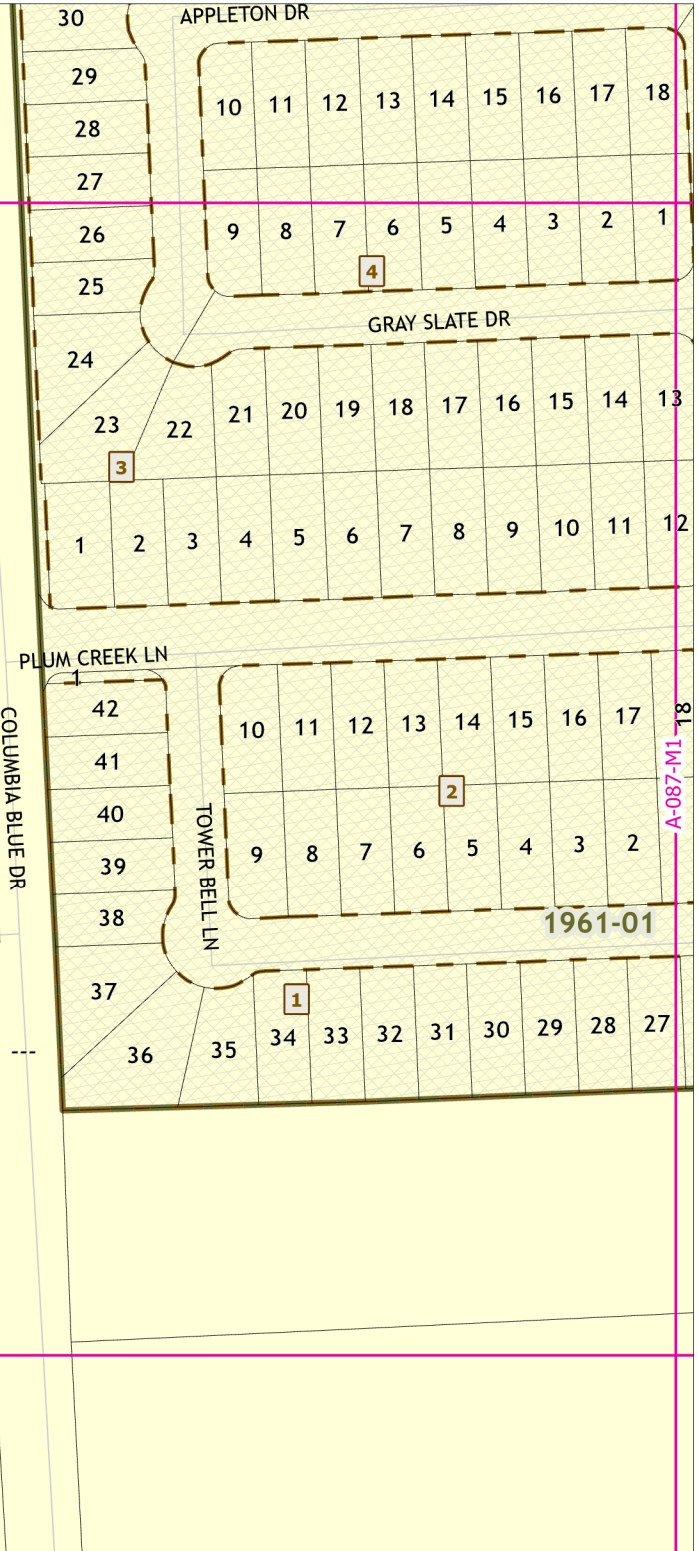 30
APPLETON DR
29
28
27
26
25
24
23
10 11 12 13 14 15 16 17 18
9 8 7 6 5 4 3 2 1
4
GRAY SLATE DR
22 21 20 19 18 17 16 15 14 13
3
1 2 3 4 5 6 7 8 9 10 11 12
PLUM CREEK LN
1
42
41
40
39
38
37
36
COLUMBIA BLUE DR
TOWER BELL LN
10 11 12 13 14 15 16 17 18
2
A-087-M1
9 8 7 6 5 4 3 2
1961-01
1
35 34 33 32 31 30 29 28 27
---